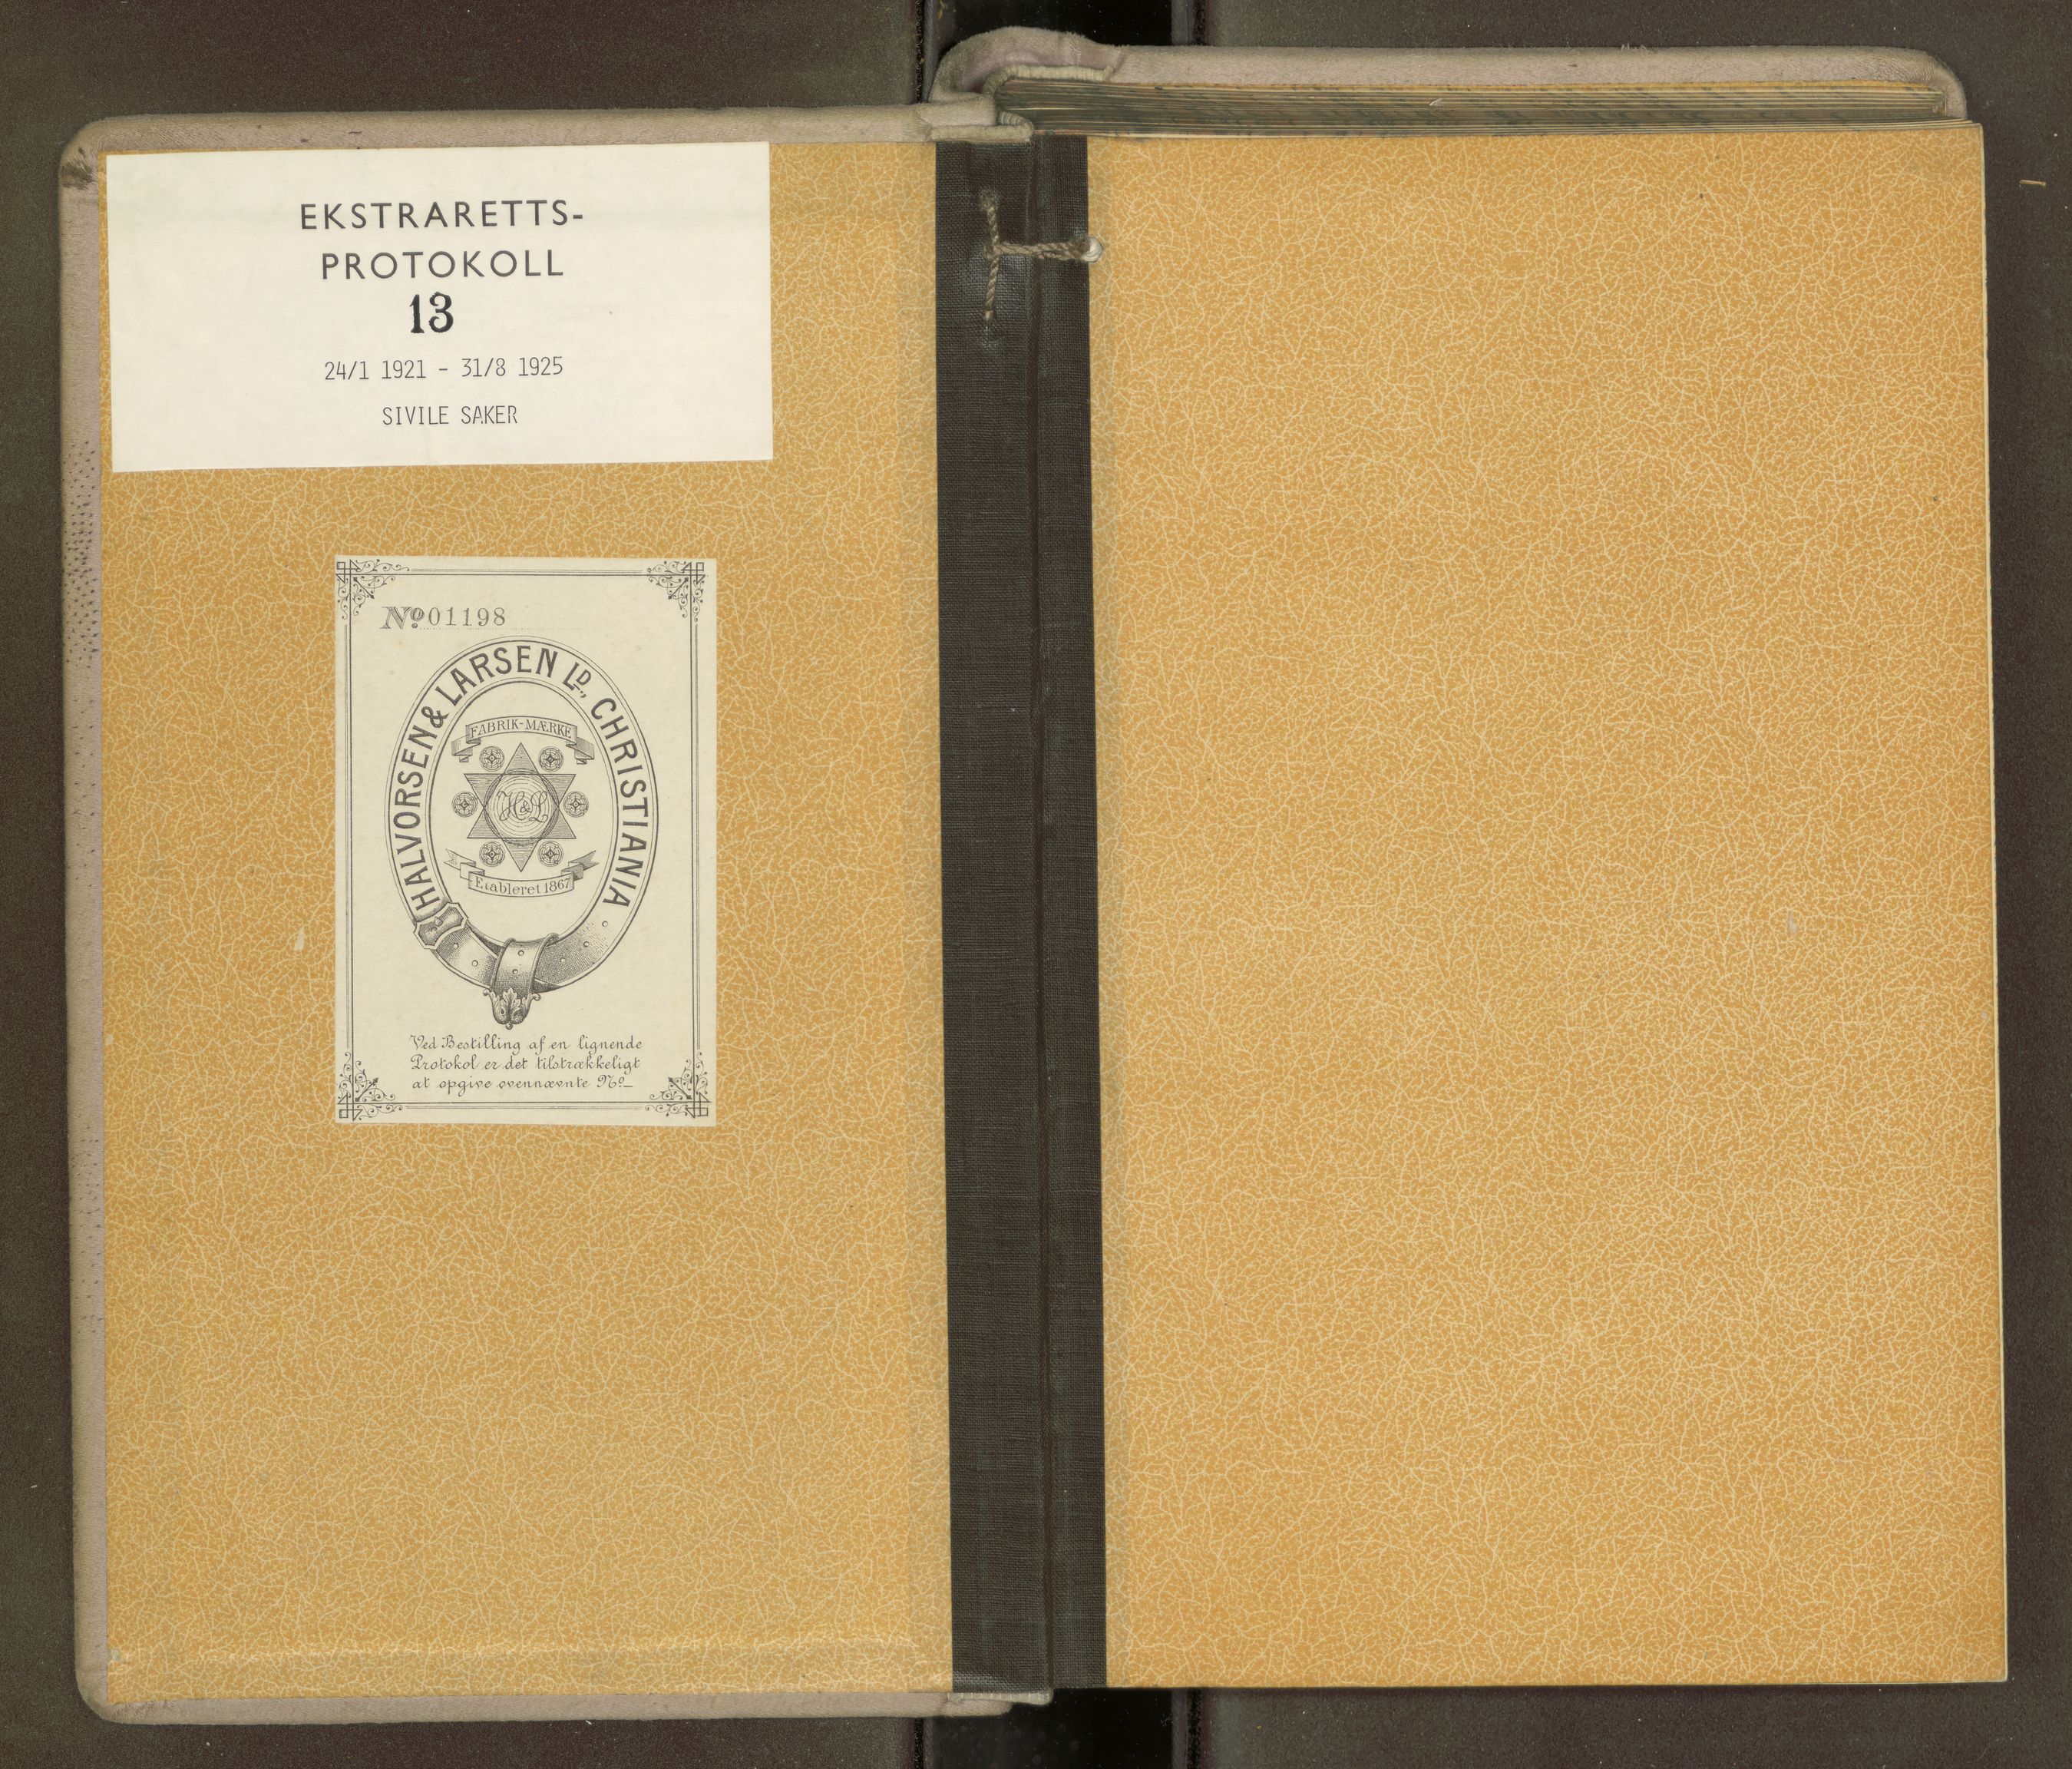 EKSTRARETTS-
PROTOKOLL
13
24/1 1921 - 31/8 1925
SIVILE SAKER
No 01198
HALVORSEN & LARSEN LD., CHRISTIANIA
FABRIK-MÆRKE
H&L
Etableret 1867
Ved Bestilling af en lignende
Protokol er det tilstrækkeligt
at opgive ovennævnte No_